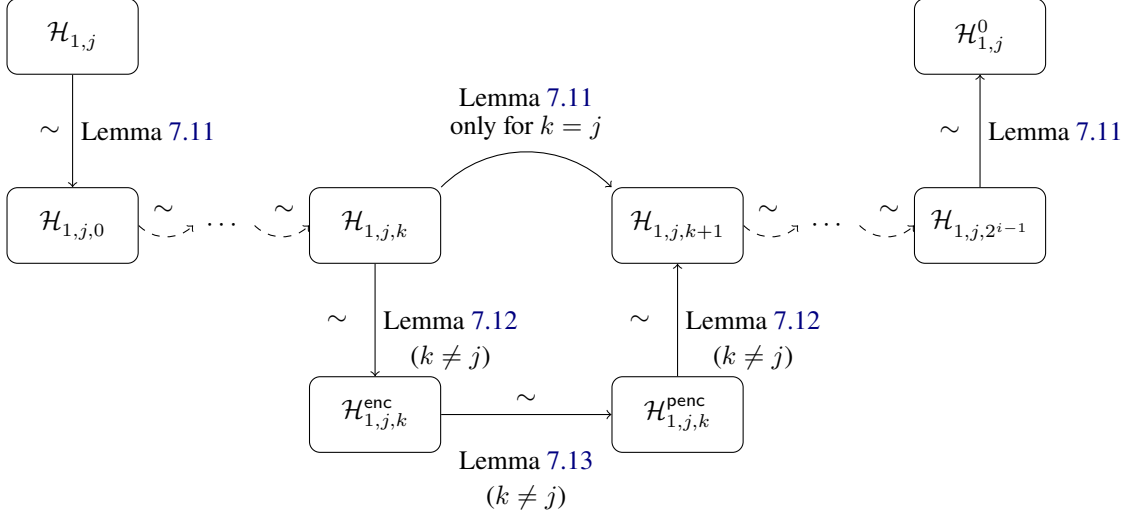 ℋ_{1,j}
ℋ^0_{1,j}
∼ Lemma 7.11
Lemma 7.11
only for k = j
∼ Lemma 7.11
ℋ_{1,j,0}
∼ ⋯ ∼
ℋ_{1,j,k}
ℋ_{1,j,k+1}
∼ ⋯ ∼
ℋ_{1,j,2^{i−1}}
∼ Lemma 7.12
(k ≠ j)
∼ Lemma 7.12
(k ≠ j)
ℋ^{enc}_{1,j,k}
∼
ℋ^{penc}_{1,j,k}
Lemma 7.13
(k ≠ j)